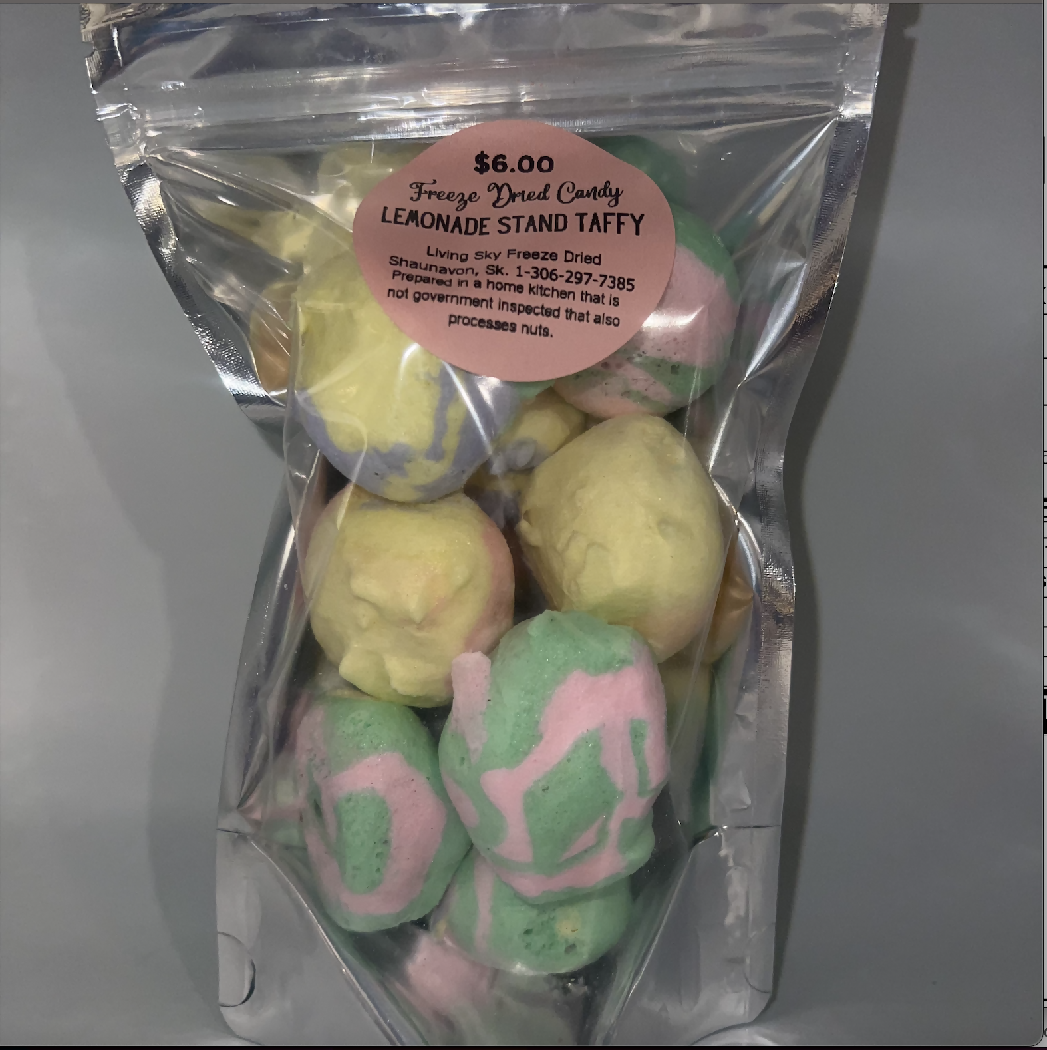 $6.00
Freeze Dried Candy
LEMONADE STAND TAFFY
Living Sky Freeze Dried
Shaunavon, Sk. 1-306-297-7385
Prepared in a home kitchen that is
not government inspected that also
processes nuts.